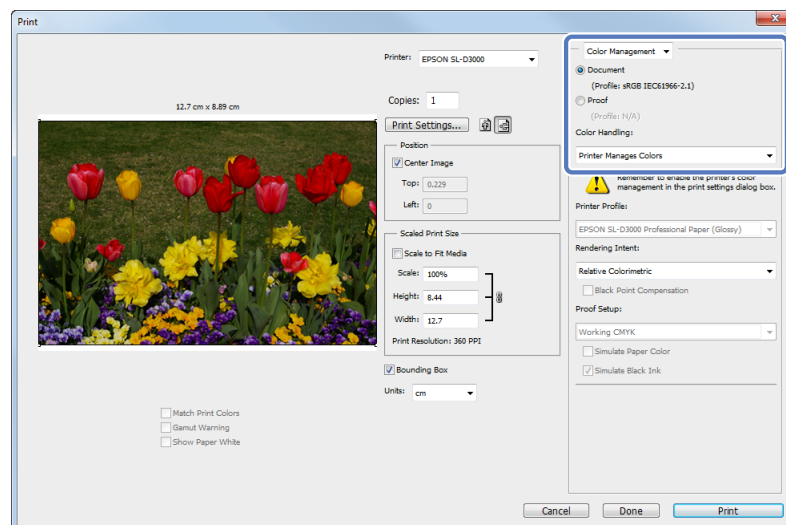 Print
Printer: EPSON SL-D3000
12.7 cm x 8.89 cm
Copies: 1
Print Settings...
Position
Center Image
Top: 0.229
Left: 0
Scaled Print Size
Scale to Fit Media
Scale: 100%
Height: 8.44
Width: 12.7
Print Resolution: 360 PPI
Bounding Box
Units: cm
Match Print Colors
Gamut Warning
Show Paper White
Color Management
Document
(Profile: sRGB IEC61966-2.1)
Proof
(Profile: N/A)
Color Handling:
Printer Manages Colors
Remember to enable the printer's color
management in the print settings dialog box.
Printer Profile:
EPSON SL-D3000 Professional Paper (Glossy)
Rendering Intent:
Relative Colorimetric
Black Point Compensation
Proof Setup:
Working CMYK
Simulate Paper Color
Simulate Black Ink
Cancel Done Print